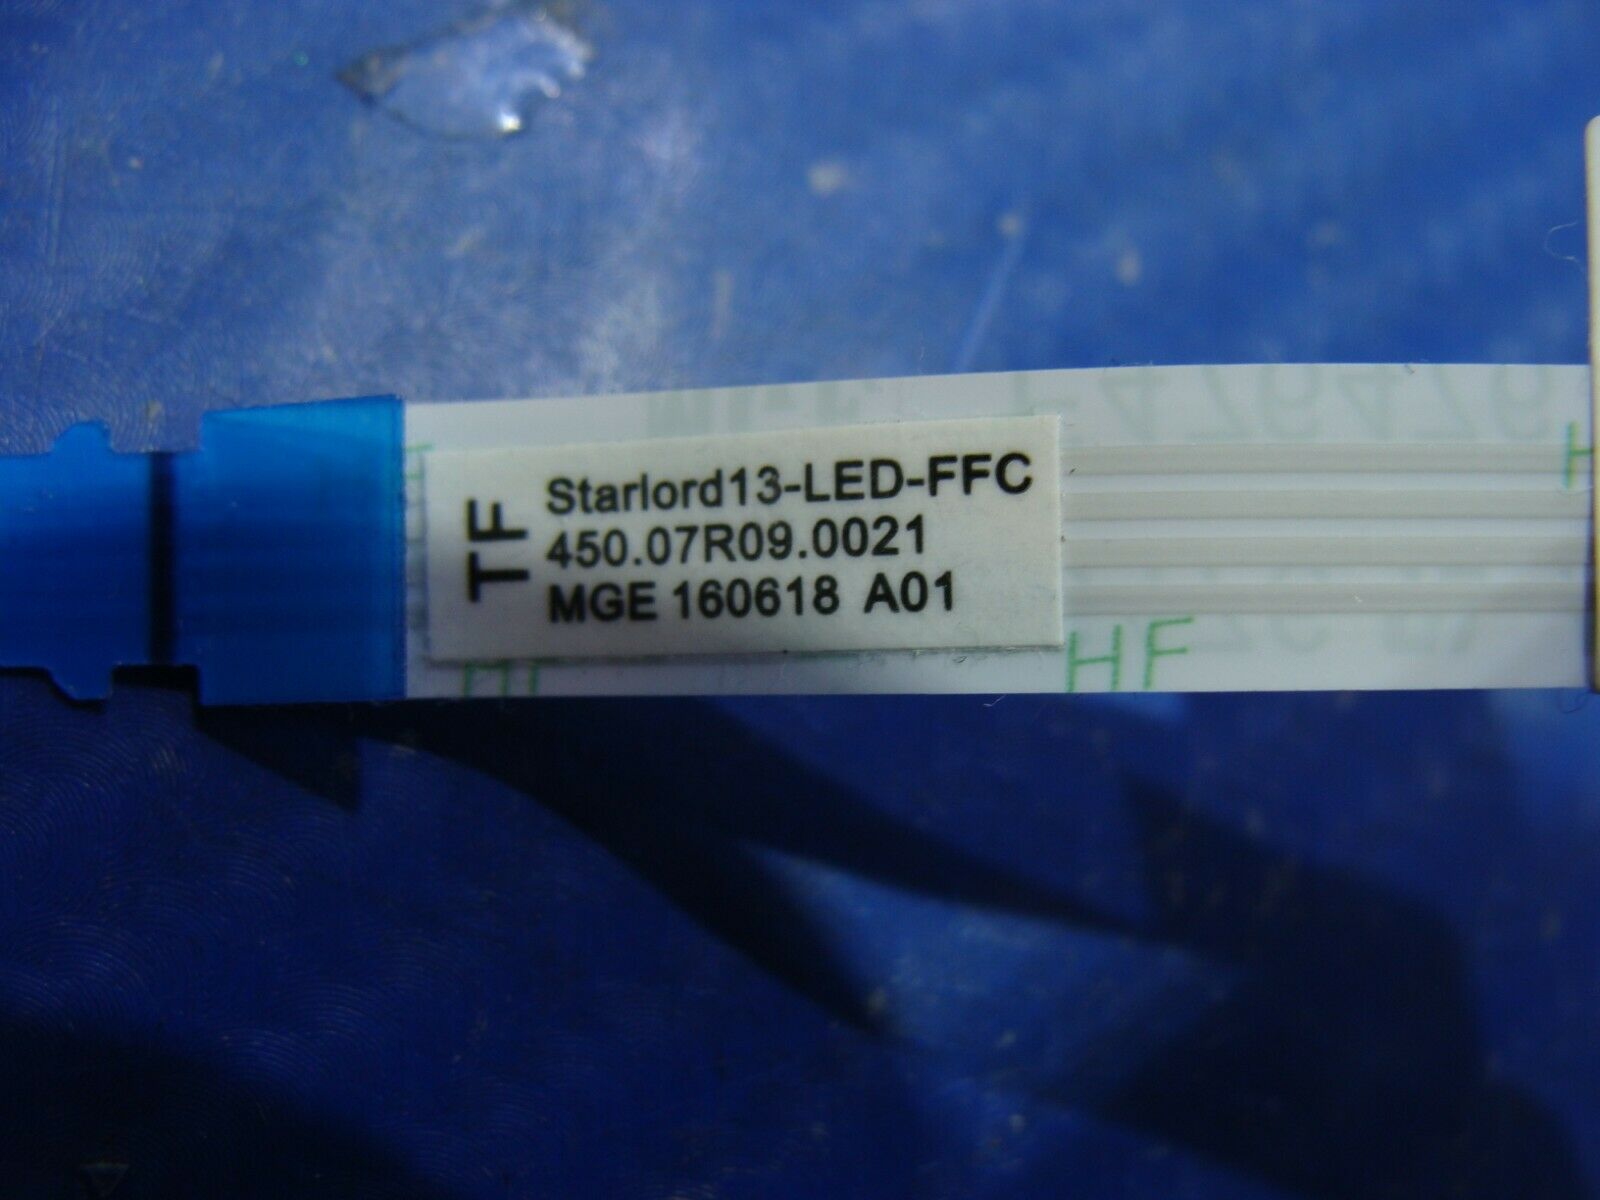 TF
Starlord13-LED-FFC
450.07R09.0021
MGE 160618 A01
HF